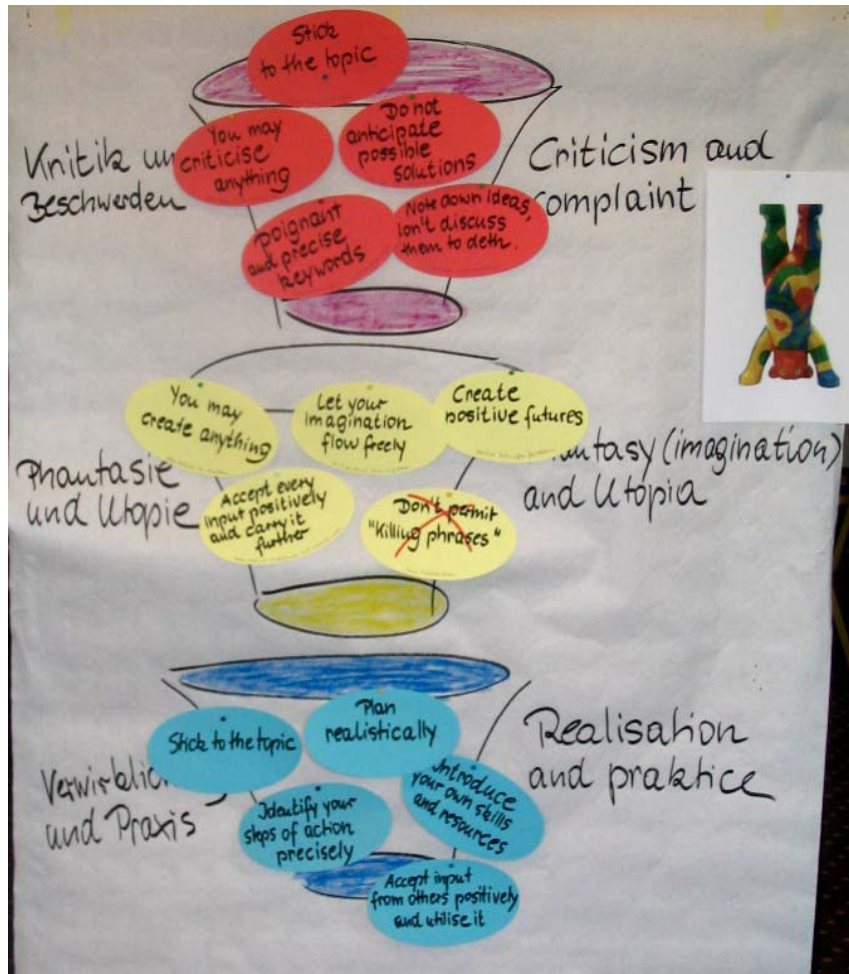 Stick
to the topic
You may
criticise
anything
Do not
anticipate
possible
solutions
Kritik un
Beschwerden
Criticism and
complaint
poignant
and precise
keywords
Note down ideas,
don't discuss
them to deth.
You may
create anything
Let your
imagination
flow freely
Create
positive futures
Phantasie
und Utopie
Fantasy (imagination)
and Utopia
Accept every
input positively
and carry it
further
Don't permit
"Killing phrases"
Stick to the topic
Plan
realistically
Realisation
and praktice
Verwirklic
und Praxis
Introduce
your own skills
and resources
Identify your
steps of action
precisely
Accept input
from others positively
and utilise it